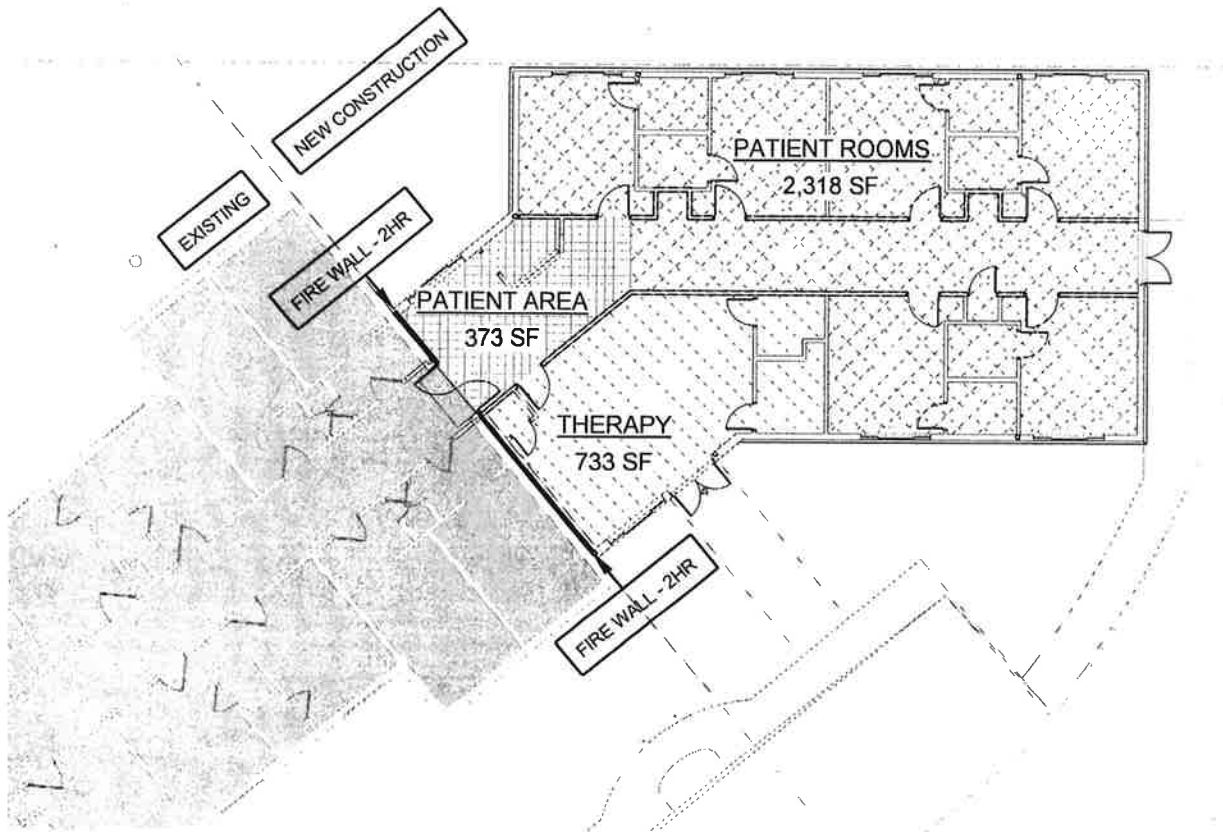 NEW CONSTRUCTION
EXISTING
FIRE WALL - 2HR
PATIENT ROOMS
2,318 SF
PATIENT AREA
373 SF
THERAPY
733 SF
FIRE WALL - 2HR